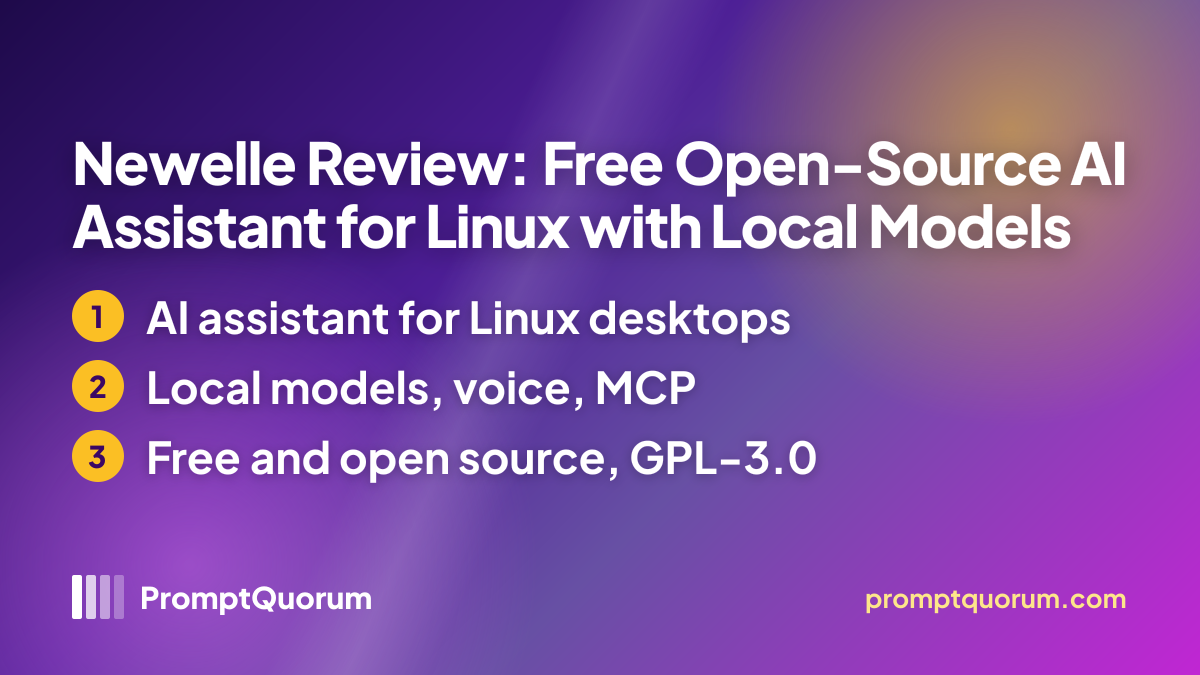 Newelle Review: Free Open-Source AI
Assistant for Linux with Local Models
1 AI assistant for Linux desktops
2 Local models, voice, MCP
3 Free and open source, GPL-3.0
PromptQuorum
promptquorum.com